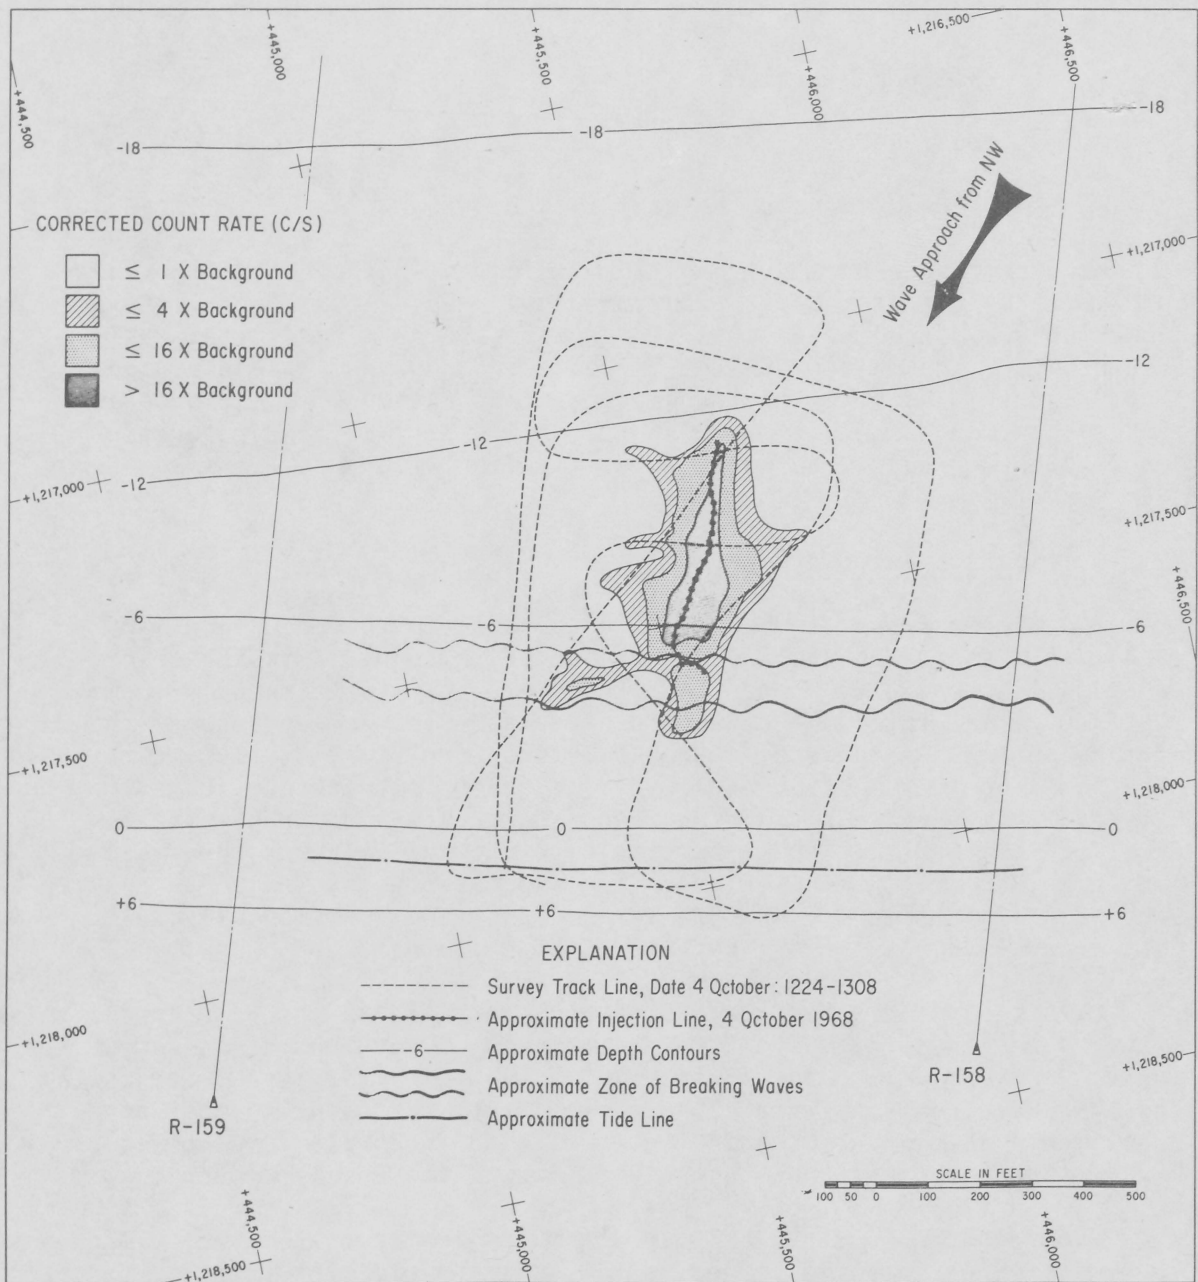 +445,000
+445,500
+446,000
+1,216,500
+446,500
+444,500
-18
-18
-18
Wave Approach from NW
CORRECTED COUNT RATE (C/S)
≤ 1 X Background
≤ 4 X Background
≤ 16 X Background
> 16 X Background
+1,217,000
-12
-12
-12
+1,217,000
+1,217,500
+446,500
-6
-6
-6
+1,217,500
+1,218,000
0
0
0
+6
+6
+6
EXPLANATION
Survey Track Line, Date 4 Qctober: 1224-1308
Approximate Injection Line, 4 Qctober 1968
-6
Approximate Depth Contours
Approximate Zone of Breaking Waves
Approximate Tide Line
+1,218,000
R-158
+1,218,500
R-159
SCALE IN FEET
100 50 0 100 200 300 400 500
+444,500
+445,000
+445,500
+446,000
+1,218,500